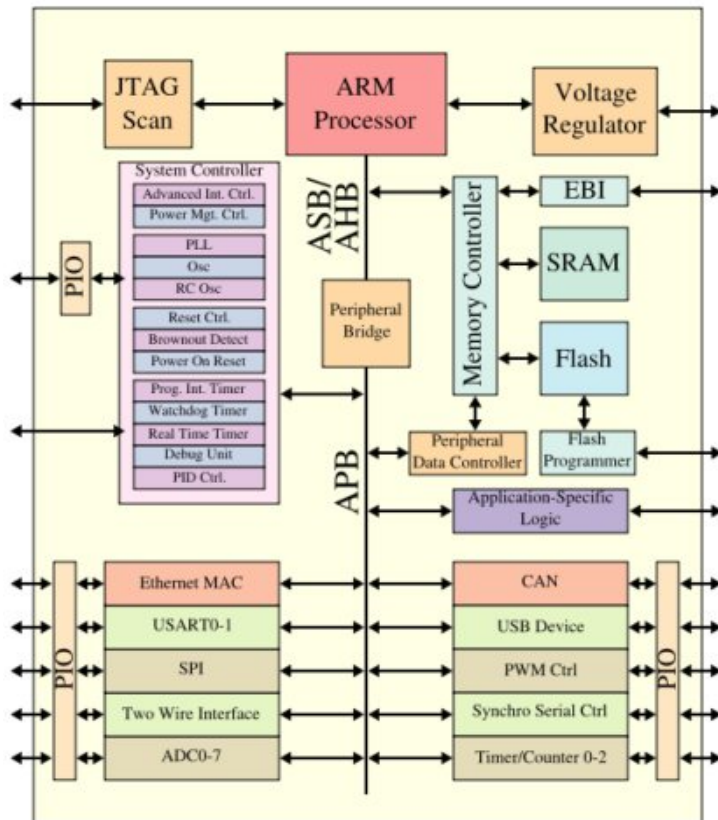 JTAG
Scan
ARM
Processor
Voltage
Regulator
System Controller
Advanced Int. Ctrl.
Power Mgt. Ctrl.
PLL
Osc
RC Osc
Reset Ctrl.
Brownout Detect
Power On Reset
Prog. Int. Timer
Watchdog Timer
Real Time Timer
Debug Unit
PID Ctrl.
PIO
ASB/
AHB
Memory Controller
EBI
SRAM
Flash
Peripheral
Bridge
Peripheral
Data Controller
Flash
Programmer
APB
Application-Specific
Logic
PIO
Ethernet MAC
USART0-1
SPI
Two Wire Interface
ADC0-7
CAN
USB Device
PWM Ctrl
Synchro Serial Ctrl
Timer/Counter 0-2
PIO